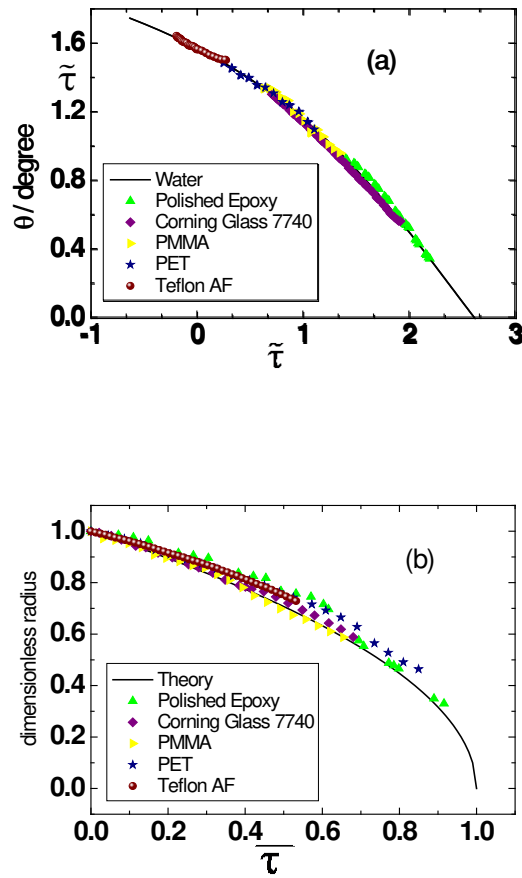 (a)
1.6
1.2
0.8
0.4
0.0
τ̃
θ/ degree
Water
Polished Epoxy
Corning Glass 7740
PMMA
PET
Teflon AF
-1 0 1 2 3
τ̃
(b)
1.0
0.8
0.6
0.4
0.2
0.0
dimensionless radius
Theory
Polished Epoxy
Corning Glass 7740
PMMA
PET
Teflon AF
0.0 0.2 0.4 0.6 0.8 1.0
τ̅